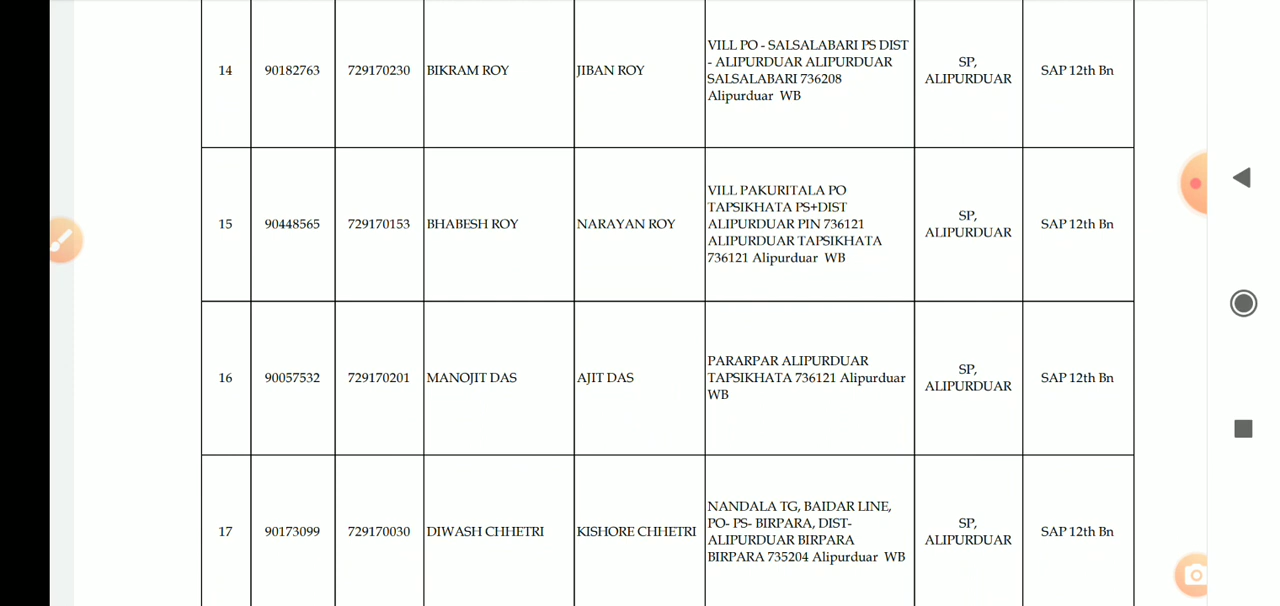 14 90182763 729170230 BIKRAM ROY JIBAN ROY VILL PO - SALSALABARI PS DIST
- ALIPURDUAR ALIPURDUAR
SALSALABARI 736208
Alipurduar WB
SP,
ALIPURDUAR
SAP 12th Bn
15 90448565 729170153 BHABESH ROY NARAYAN ROY VILL PAKURITALA PO
TAPSIKHATA PS+DIST
ALIPURDUAR PIN 736121
ALIPURDUAR TAPSIKHATA
736121 Alipurduar WB
SP,
ALIPURDUAR
SAP 12th Bn
16 90057532 729170201 MANOJIT DAS AJIT DAS PARARPAR ALIPURDUAR
TAPSIKHATA 736121 Alipurduar
WB
SP,
ALIPURDUAR
SAP 12th Bn
17 90173099 729170030 DIWASH CHHETRI KISHORE CHHETRI NANDALA TG, BAIDAR LINE,
PO- PS- BIRPARA, DIST-
ALIPURDUAR BIRPARA
BIRPARA 735204 Alipurduar WB
SP,
ALIPURDUAR
SAP 12th Bn